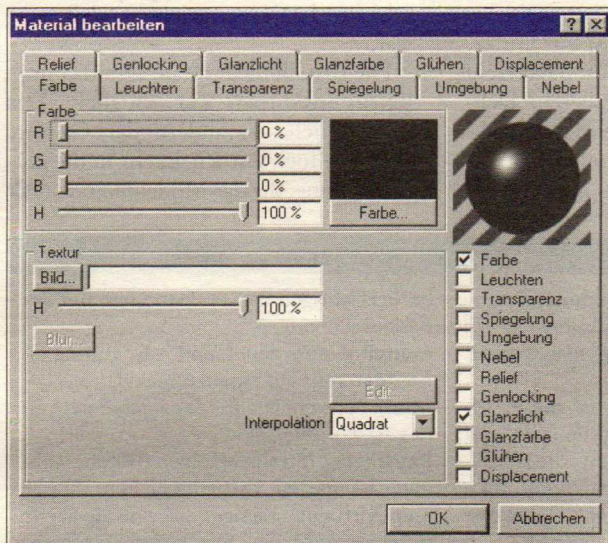 Material bearbeiten
Relief Genlocking Glanzlicht Glanzfarbe Glühen Displacement
Farbe Leuchten Transparenz Spiegelung Umgebung Nebel
Farbe
R 0 %
G 0 %
B 0 %
H 100 %
Farbe...
Textur
Bild...
H 100 %
Blur...
Edit
Interpolation Quadrat
Farbe
Leuchten
Transparenz
Spiegelung
Umgebung
Nebel
Relief
Genlocking
Glanzlicht
Glanzfarbe
Glühen
Displacement
OK Abbrechen